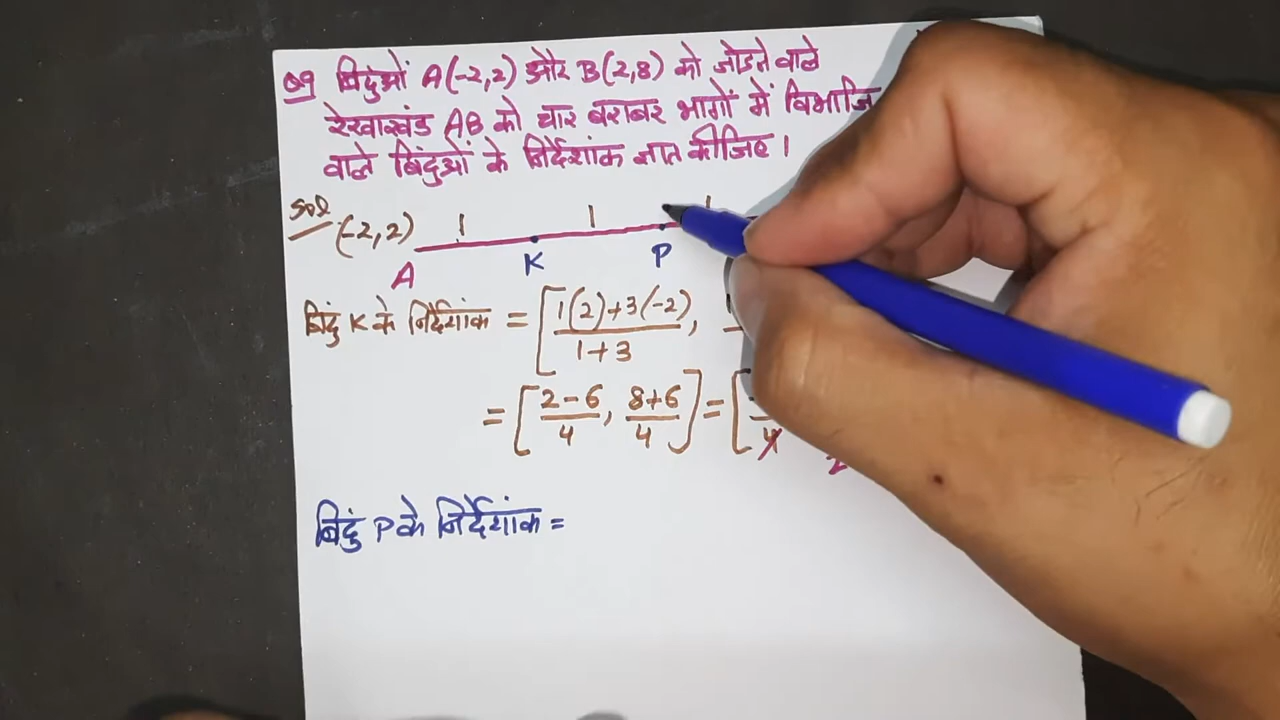 Q9 बिंदुओं A(-2,2) और B(2,8) को जोड़ने वाले
रेखाखंड AB को चार बराबर भागों में विभाजि
वाले बिंदुओं के निर्देशांक ज्ञात कीजिए।
Sol (-2,2) 1 1 1
A K P
बिंदु K के निर्देशांक = [1(2)+3(-2)/1+3,
= [2-6/4, 8+6/4] = [
बिंदुं P के निर्देशांक =